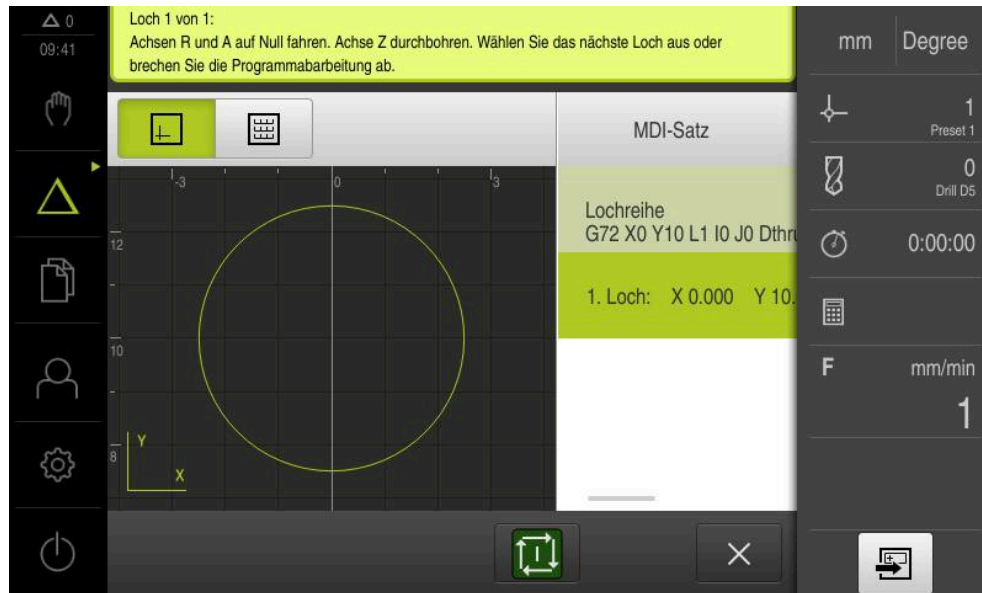 0
09:41
Loch 1 von 1:
Achsen R und A auf Null fahren. Achse Z durchbohren. Wählen Sie das nächste Loch aus oder
brechen Sie die Programmabarbeitung ab.
mm Degree
1
Preset 1
0
Drill D5
0:00:00
F mm/min
1
MDI-Satz
Lochreihe
G72 X0 Y10 L1 I0 J0 Dthru
1. Loch: X 0.000 Y 10.
-3 0 3
12
10
8
Y
X